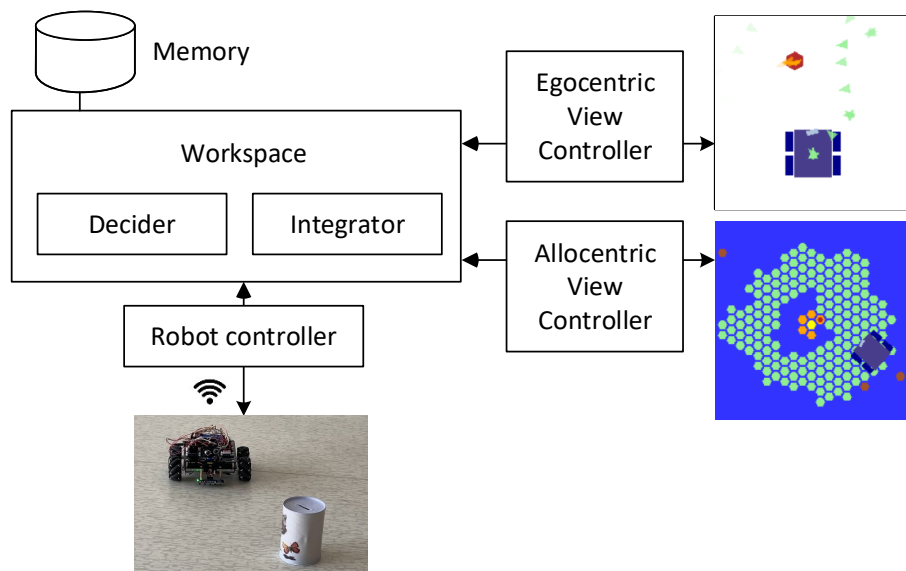 Memory
Workspace
Decider
Integrator
Robot controller
Egocentric
View
Controller
Allocentric
View
Controller